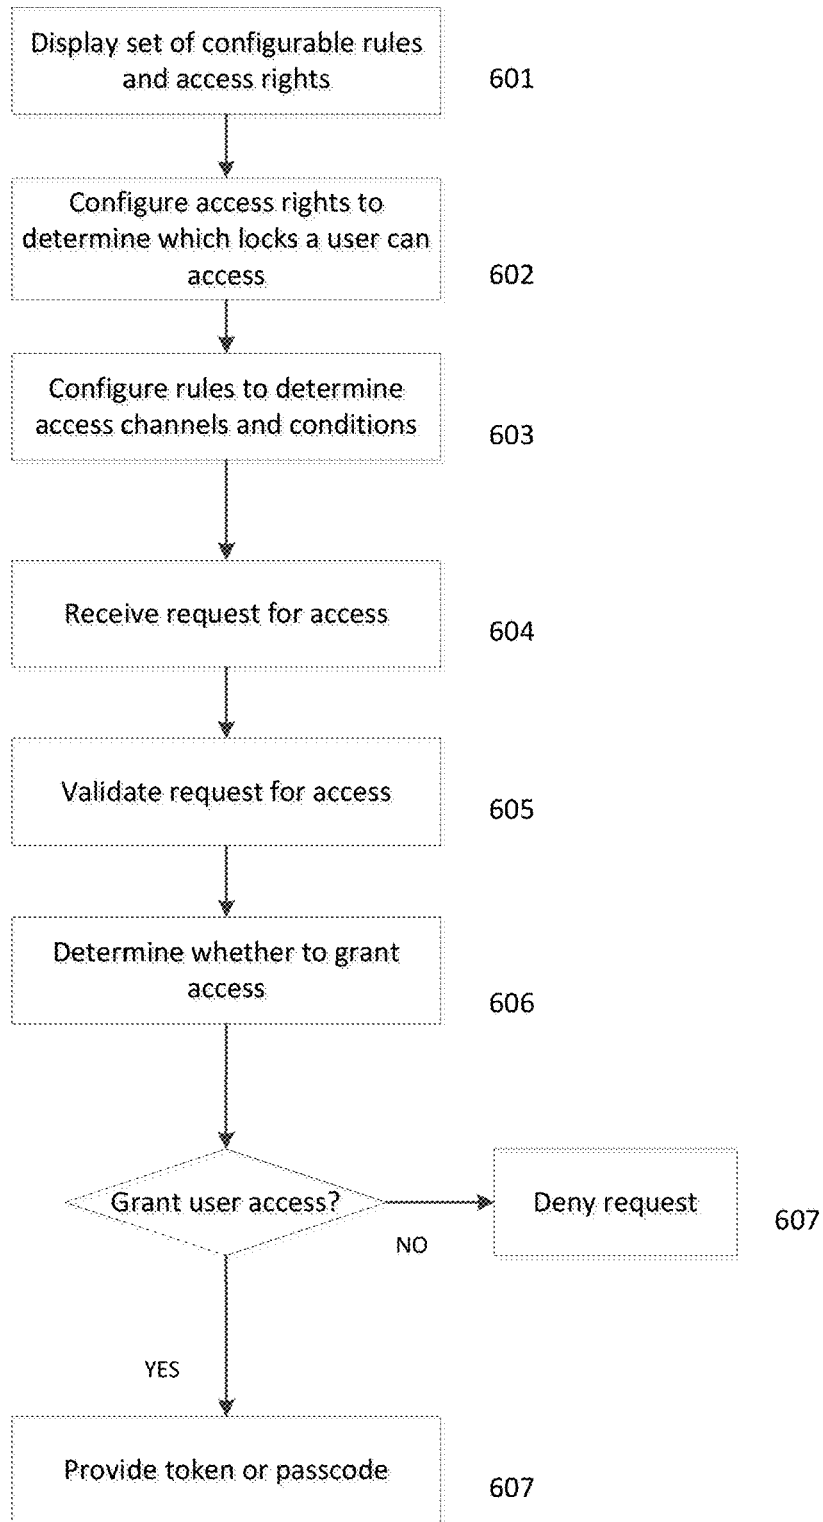 Display set of configurable rules
and access rights
601
Configure access rights to
determine which locks a user can
access
602
Configure rules to determine
access channels and conditions
603
Receive request for access
604
Validate request for access
605
Determine whether to grant
access
606
Grant user access?
NO
Deny request
607
YES
Provide token or passcode
607